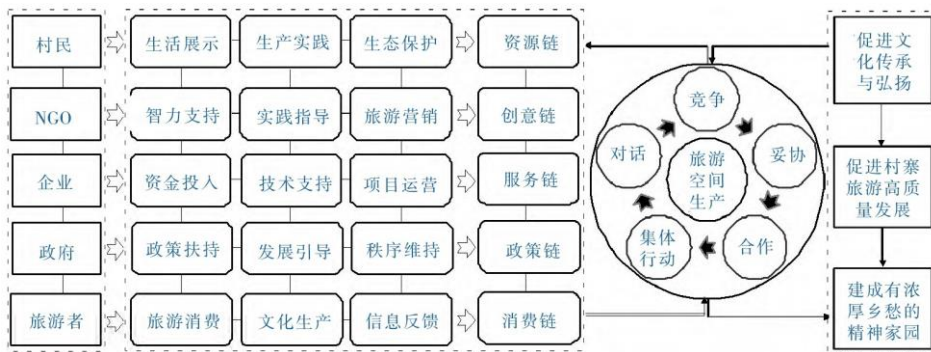 村民
生活展示
生产实践
生态保护
资源链
NGO
智力支持
实践指导
旅游营销
创意链
企业
资金投入
技术支持
项目运营
服务链
政府
政策扶持
发展引导
秩序维持
政策链
旅游者
旅游消费
文化生产
信息反馈
消费链
竞争
妥协
合作
集体
行动
对话
旅游
空间
生产
促进文
化传承
与弘扬
促进村寨
旅游高质
量发展
建成有浓
厚乡愁的
精神家园